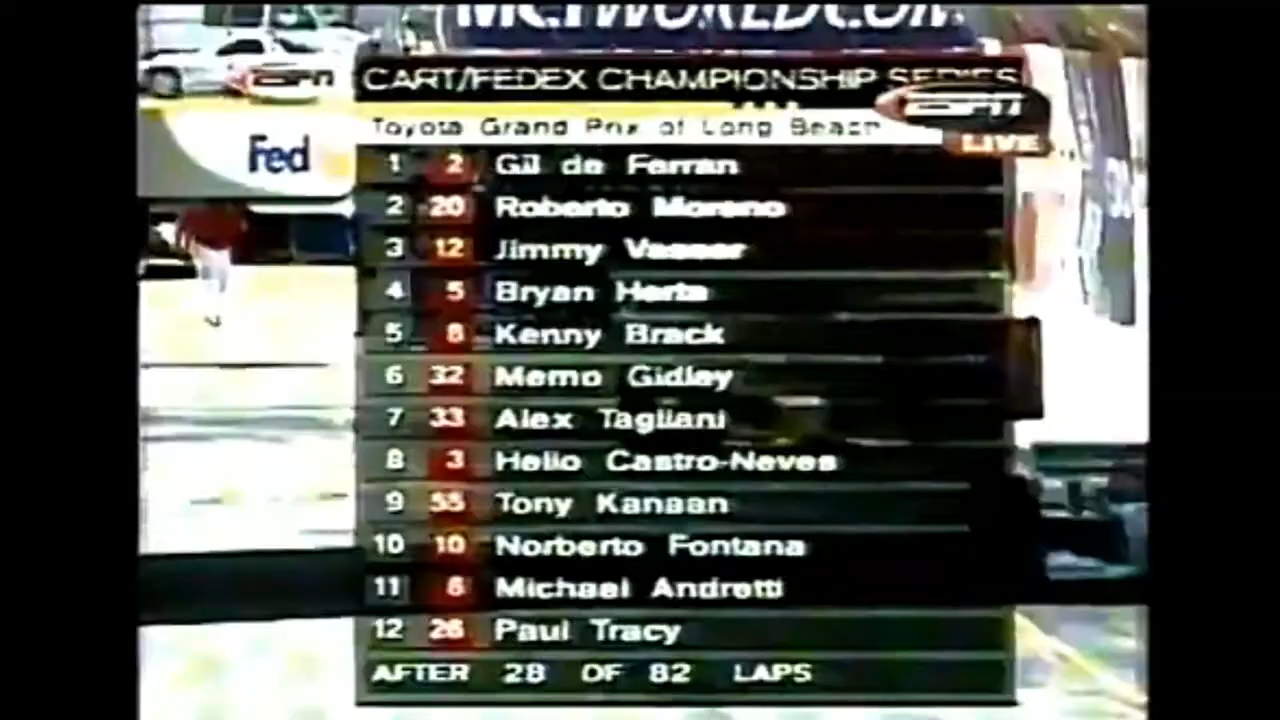 MCI WORLDCOM
CART/FEDEX CHAMPIONSHIP SERIES
ESPN
ESPN
Toyota Grand Prix of Long Beach
LIVE
Fed
1 2 Gil de Ferran
2 20 Roberto Moreno
3 12 Jimmy Vasser
4 5 Bryan Herta
5 8 Kenny Brack
6 32 Memo Gidley
7 33 Alex Tagliani
8 3 Helio Castro-Neves
9 55 Tony Kanaan
10 10 Norberto Fontana
11 6 Michael Andretti
12 26 Paul Tracy
AFTER 28 OF 82 LAPS